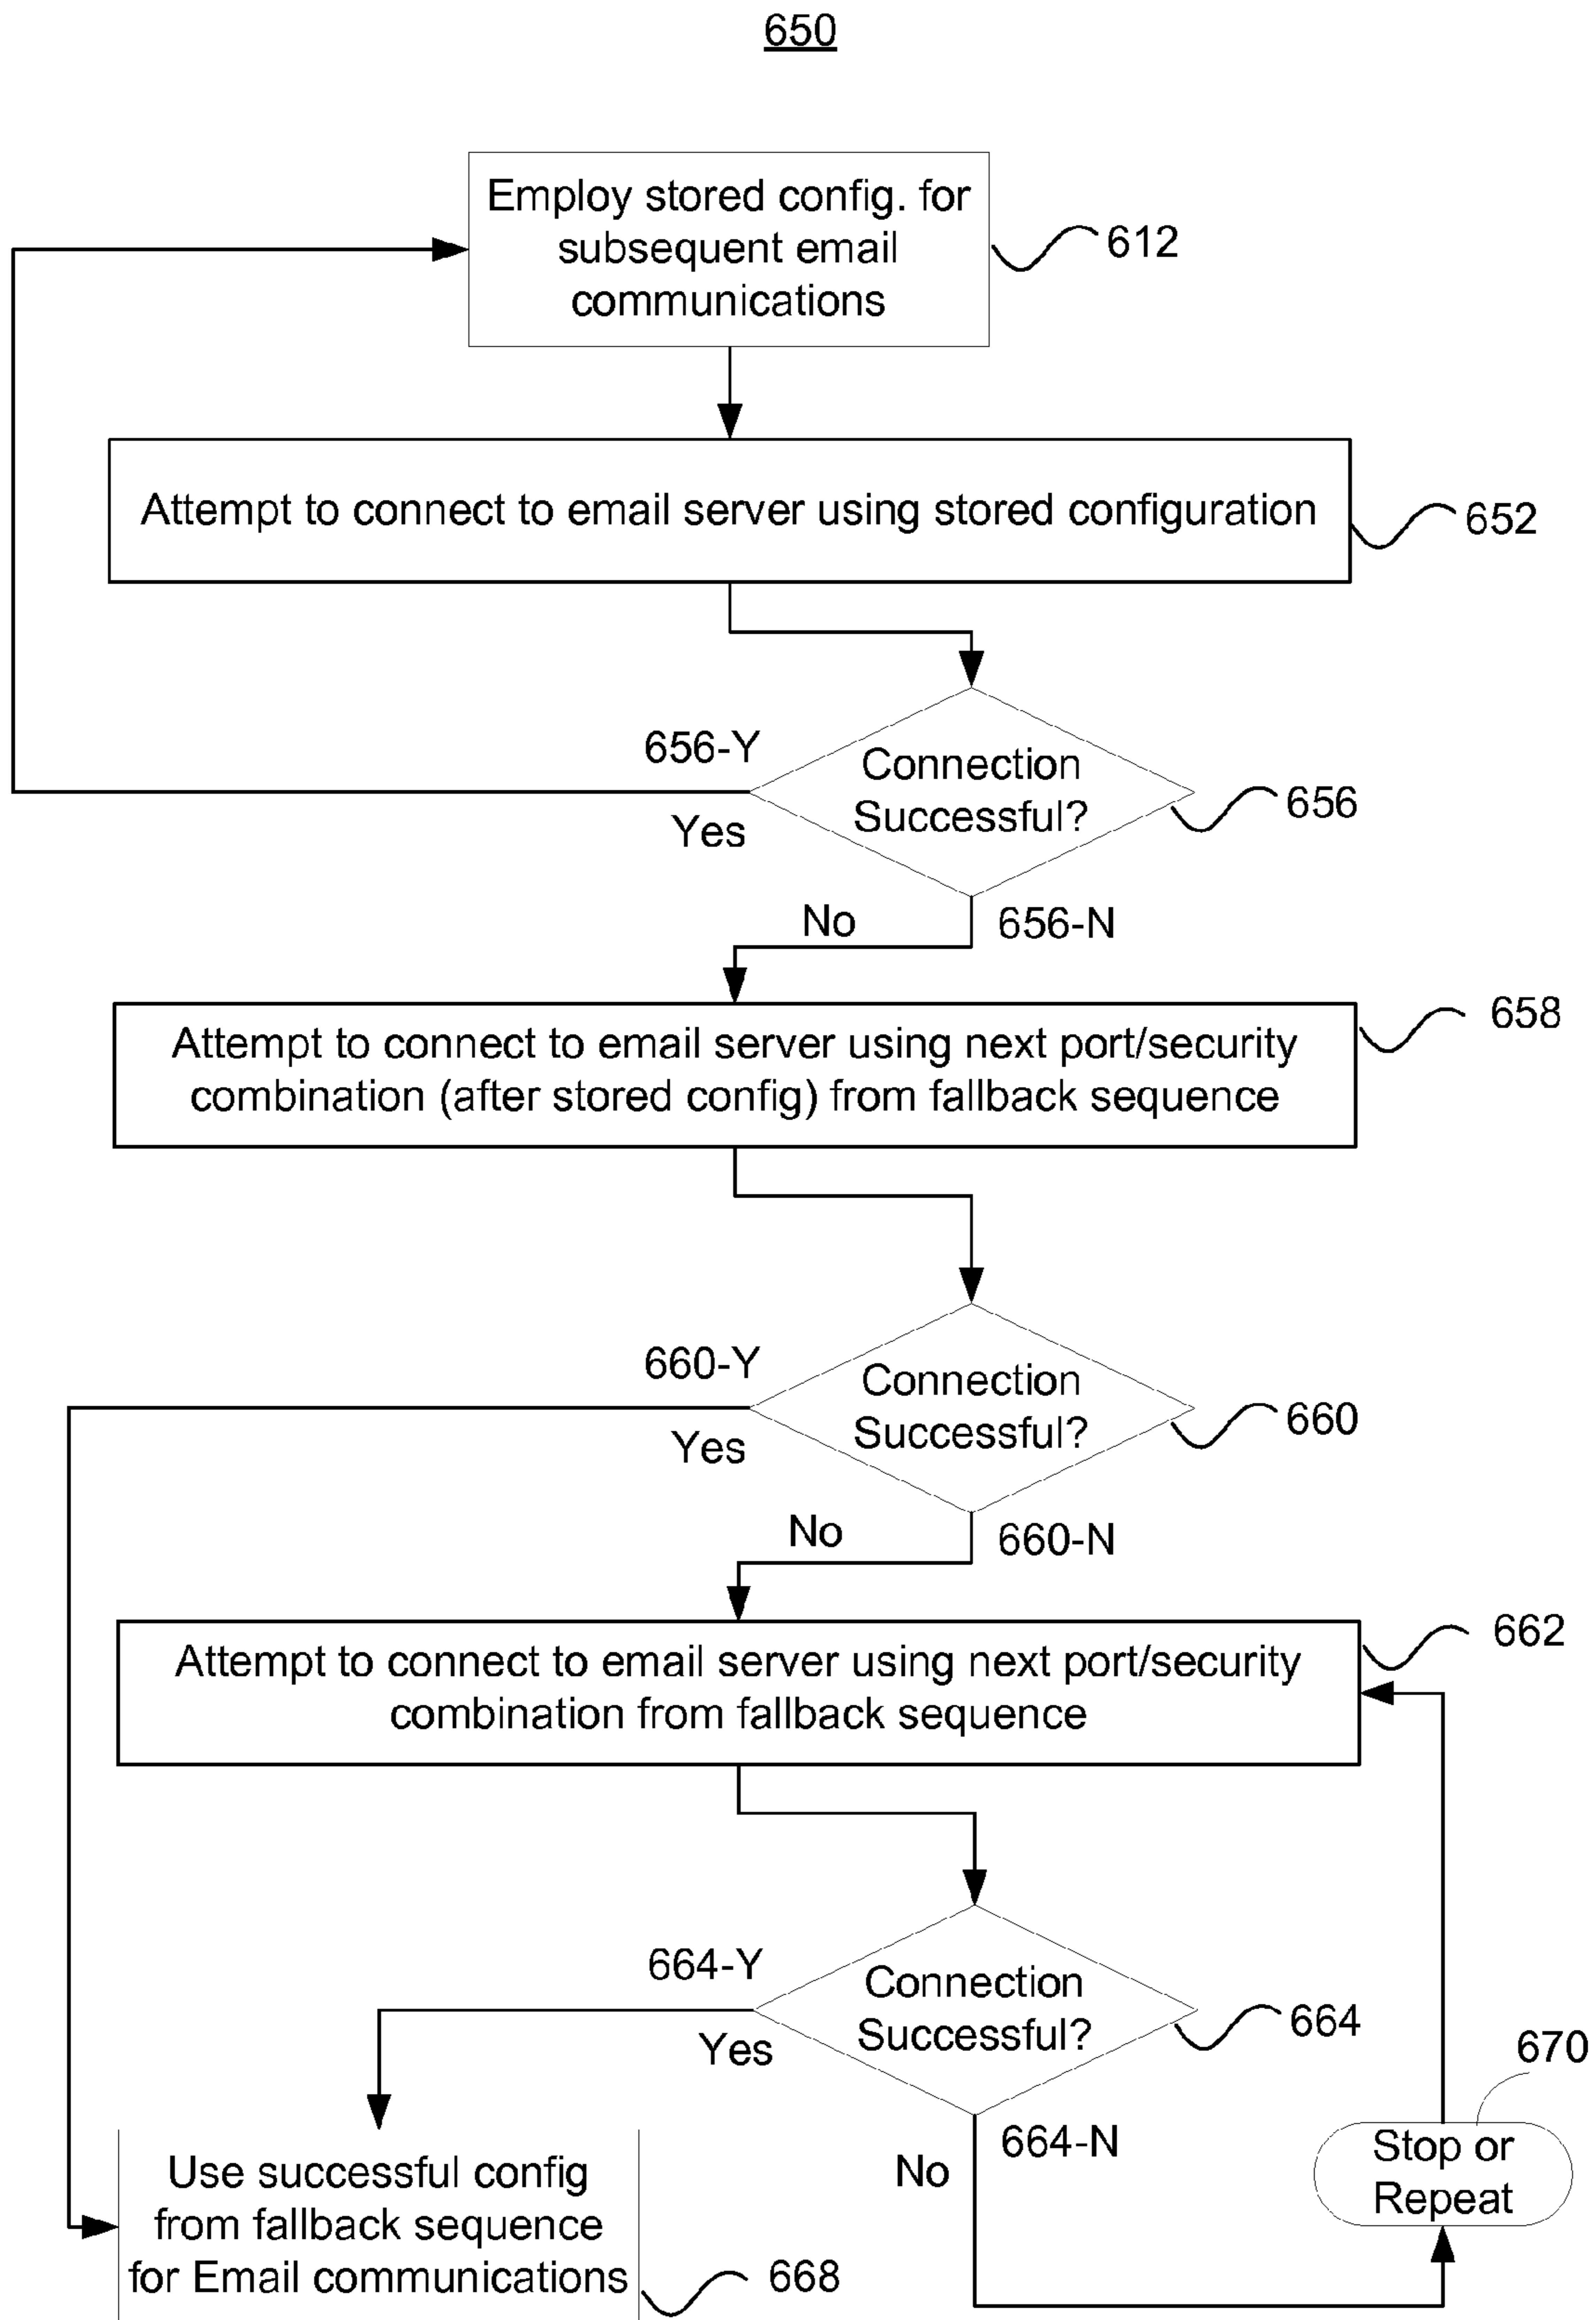 650
Employ stored config. for
subsequent email
communications
612
Attempt to connect to email server using stored configuration
652
656-Y
Connection
Successful?
656
Yes
No
656-N
658
Attempt to connect to email server using next port/security
combination (after stored config) from fallback sequence
660-Y
Connection
Successful?
660
Yes
No
660-N
662
Attempt to connect to email server using next port/security
combination from fallback sequence
664-Y
Connection
Successful?
664
Yes
670
664-N
No
Stop or
Repeat
Use successful config
from fallback sequence
for Email communications
668